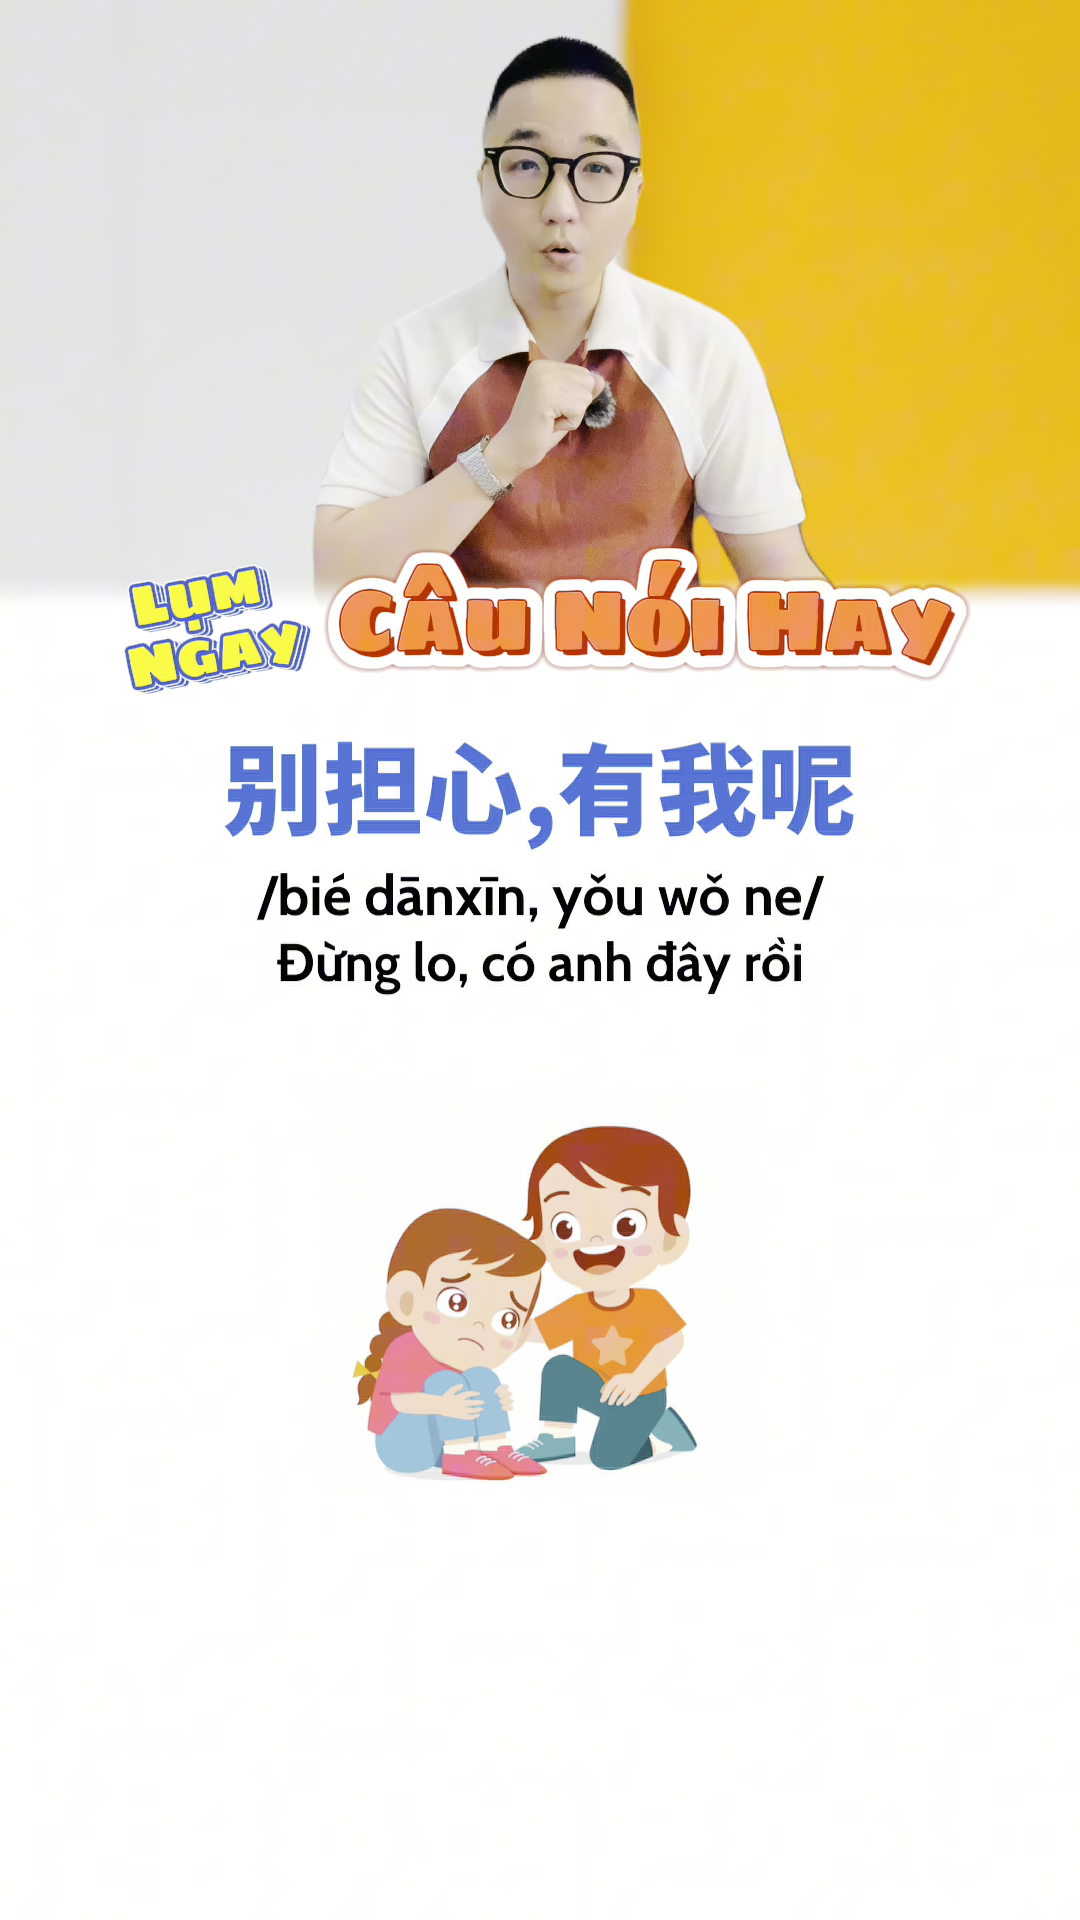 Lụm
Ngay
Câu Nói Hay
别担心,有我呢
/bié dānxīn, yǒu wǒ ne/
Đừng lo, có anh đây rồi